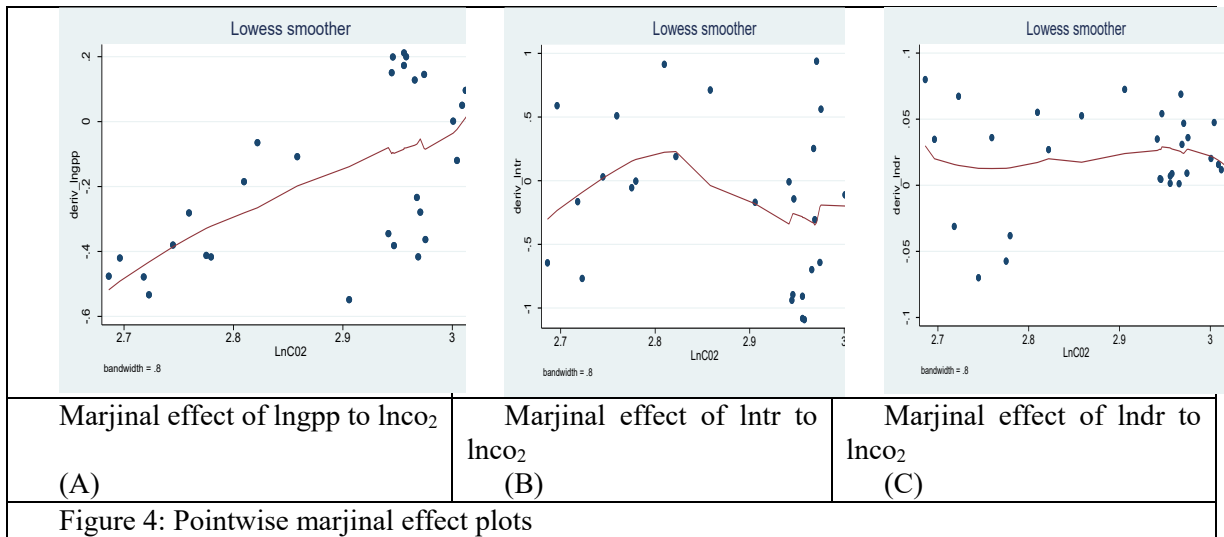 Lowess smoother
deriv_lngpp
.2
0
-.2
-.4
-.6
2.7 2.8 2.9 3
LnC02
bandwidth = .8
Lowess smoother
deriv_lntr
1
.5
0
-.5
-1
2.7 2.8 2.9 3
LnC02
bandwidth = .8
Lowess smoother
deriv_lndr
.1
.05
0
-.05
-.1
2.7 2.8 2.9 3
LnC02
bandwidth = .8
Marjinal effect of lngpp to lnco₂
(A)
Marjinal effect of lntr to
lnco₂
(B)
Marjinal effect of lndr to
lnco₂
(C)
Figure 4: Pointwise marjinal effect plots